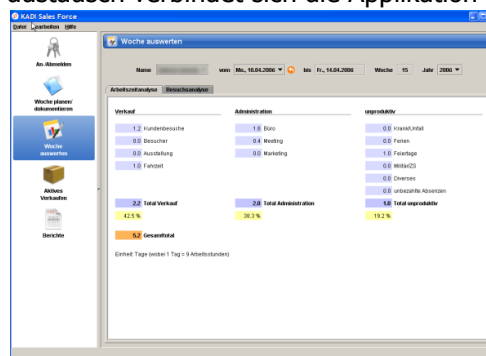 austausch verbindet sich die Applikation
KADI Sales Force
Datei Bearbeiten Hilfe
Woche auswerten
An-/Abmelden
Name vom Mo., 10.04.2006 bis Fr., 14.04.2006 Woche 15 Jahr 2006
Arbeitszeitanalyse Besuchsanalyse
Woche planen/
dokumentieren
Verkauf Administration unproduktiv
1.2 Kundenbesuche 1.6 Büro 0.0 Krank/Unfall
0.0 Besucher 0.4 Meeting 0.0 Ferien
0.0 Ausstellung 0.0 Marketing 1.0 Feiertage
1.0 Fahrzeit 0.0 Militär/ZS
0.0 Diverses
0.0 unbezahlte Absenzen
Woche
auswerten
Aktives
Verkaufen
2.2 Total Verkauf 2.0 Total Administration 1.0 Total unproduktiv
42.5 % 38.3 % 19.2 %
Berichte
5.2 Gesamttotal
Einheit: Tage (wobei 1 Tag = 9 Arbeitsstunden)